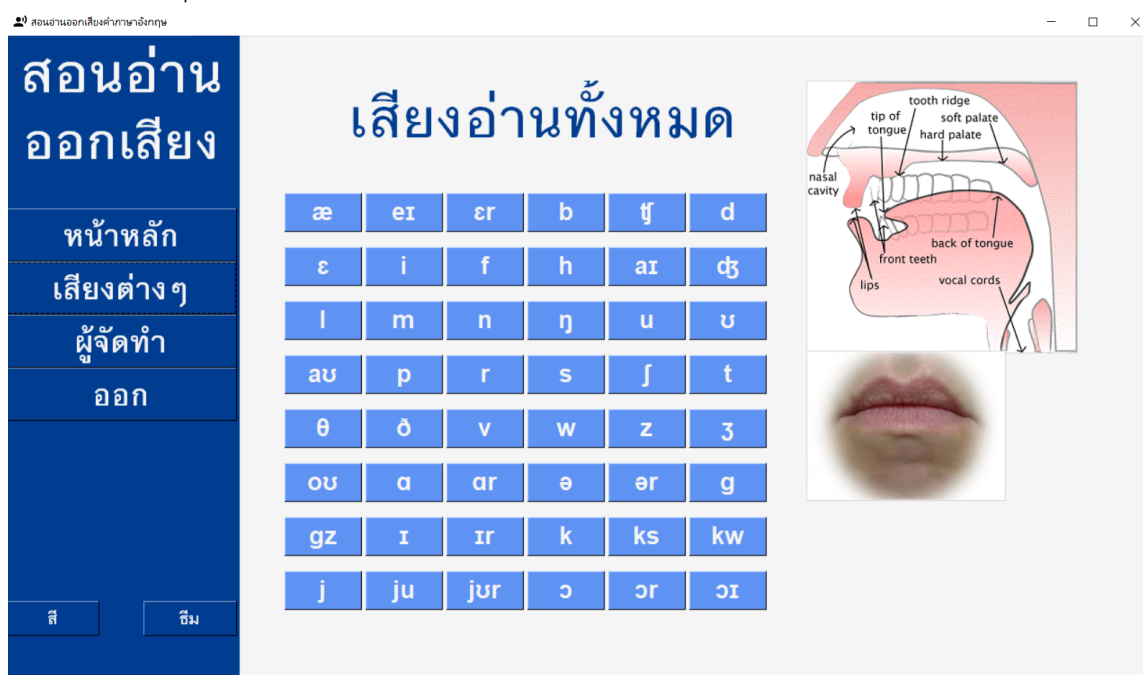 สอนอ่านออกเสียงคำภาษาอังกฤษ
สอนอ่าน
ออกเสียง
หน้าหลัก
เสียงต่างๆ
ผู้จัดทำ
ออก
สี
ธีม
เสียงอ่านทั้งหมด
æ eɪ ɛr b ʧ d
ɛ i f h aɪ ʤ
l m n ŋ u ʊ
aʊ p r s ʃ t
θ ð v w z ʒ
oʊ ɑ ɑr ə ər g
gz ɪ ɪr k ks kw
j ju jʊr ɔ ɔr ɔɪ
tooth ridge
tip of
tongue
soft palate
hard palate
nasal
cavity
back of tongue
front teeth
lips
vocal cords